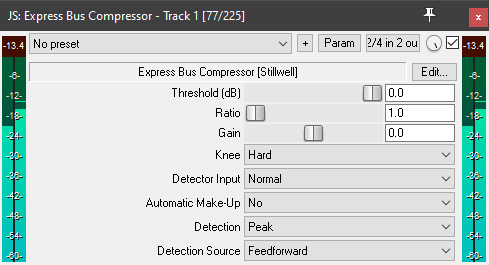 JS: Express Bus Compressor - Track 1 [77/225]
-13.4 No preset + Param 2/4 in 2 ou -13.4
Express Bus Compressor [Stillwell] Edit...
-6- -6-
Threshold (dB) 0.0
-12- -12-
Ratio 1.0
-18- -18-
Gain 0.0
-24- -24-
Knee Hard
-30- -30-
Detector Input Normal
-36- -36-
Automatic Make-Up No
-42- -42-
-48- -48-
Detection Peak
-54- -54-
Detection Source Feedforward
-60- -60-